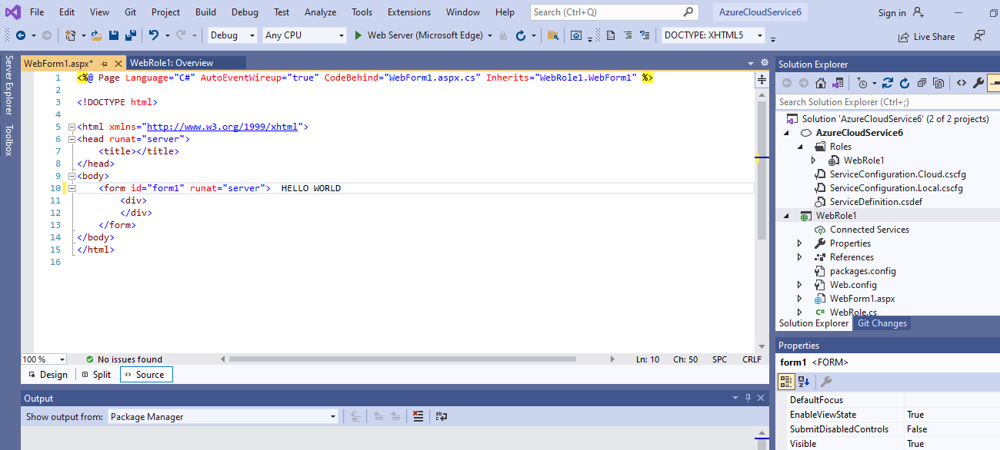 File Edit View Git Project Build Debug Test Analyze Tools Extensions Window Help Search (Ctrl+Q) AzureCloudService6 Sign in
Debug Any CPU Web Server (Microsoft Edge) DOCTYPE: XHTML5 Live Share
Server Explorer
Toolbox
WebForm1.aspx* WebRole1: Overview
1 <%@ Page Language="C#" AutoEventWireup="true" CodeBehind="WebForm1.aspx.cs" Inherits="WebRole1.WebForm1" %>
2
3 <!DOCTYPE html>
4
5 <html xmlns="http://www.w3.org/1999/xhtml">
6 <head runat="server">
7 <title></title>
8 </head>
9 <body>
10 <form id="form1" runat="server"> HELLO WORLD
11 <div>
12 </div>
13 </form>
14 </body>
15 </html>
16
100 % No issues found Ln: 10 Ch: 50 SPC CRLF
Design Split Source
Output
Show output from: Package Manager
Solution Explorer
Search Solution Explorer (Ctrl+;)
Solution 'AzureCloudService6' (2 of 2 projects)
AzureCloudService6
Roles
WebRole1
ServiceConfiguration.Cloud.cscfg
ServiceConfiguration.Local.cscfg
ServiceDefinition.csdef
WebRole1
Connected Services
Properties
References
packages.config
Web.config
WebForm1.aspx
C# WebRole.cs
Solution Explorer Git Changes
Properties
form1 <FORM>
DefaultFocus
EnableViewState True
SubmitDisabledControls False
Visible True